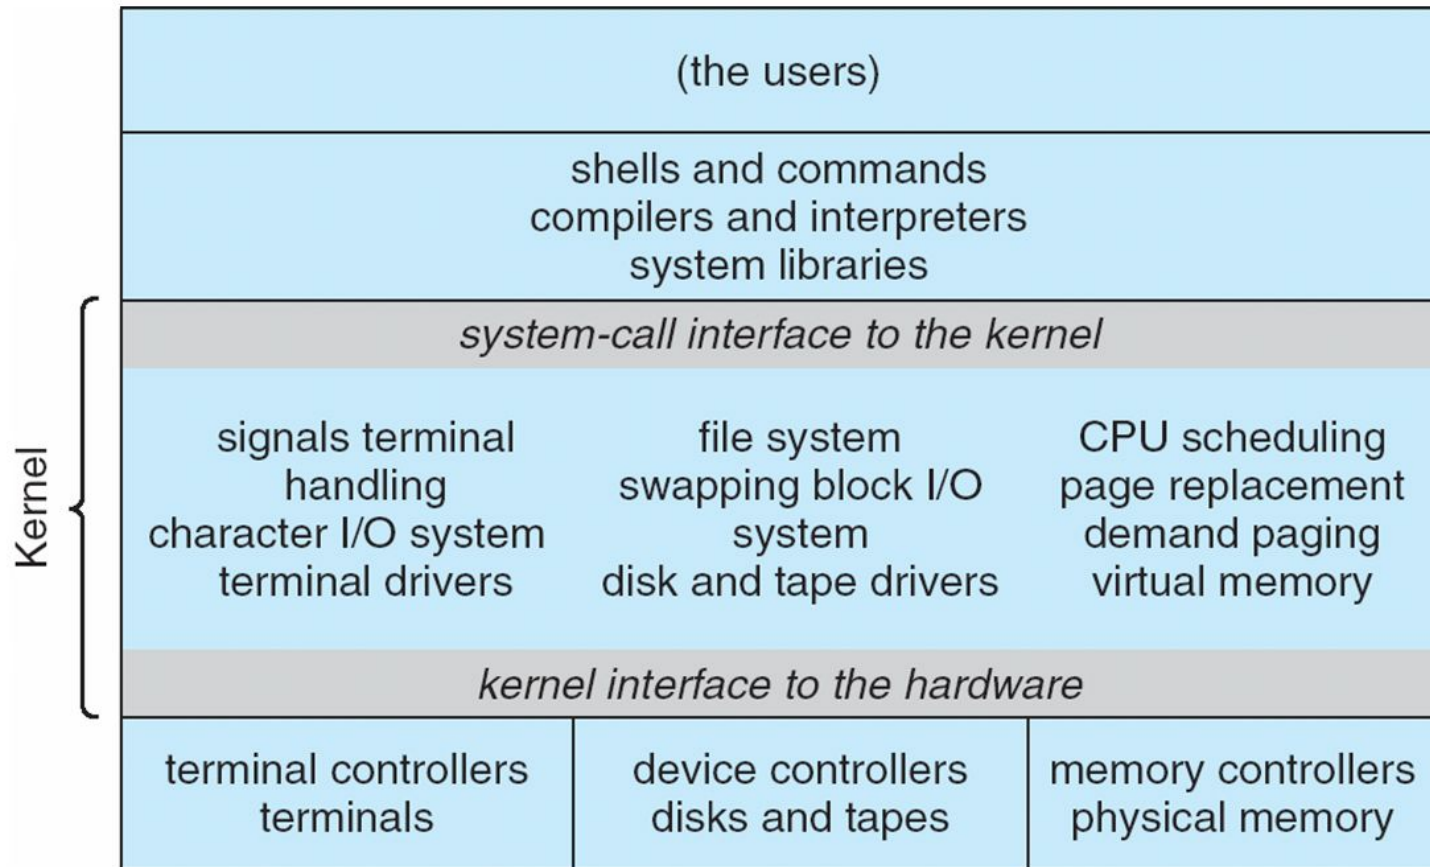 (the users)
shells and commands
compilers and interpreters
system libraries
system-call interface to the kernel
Kernel
signals terminal
handling
character I/O system
terminal drivers
file system
swapping block I/O
system
disk and tape drivers
CPU scheduling
page replacement
demand paging
virtual memory
kernel interface to the hardware
terminal controllers
terminals
device controllers
disks and tapes
memory controllers
physical memory